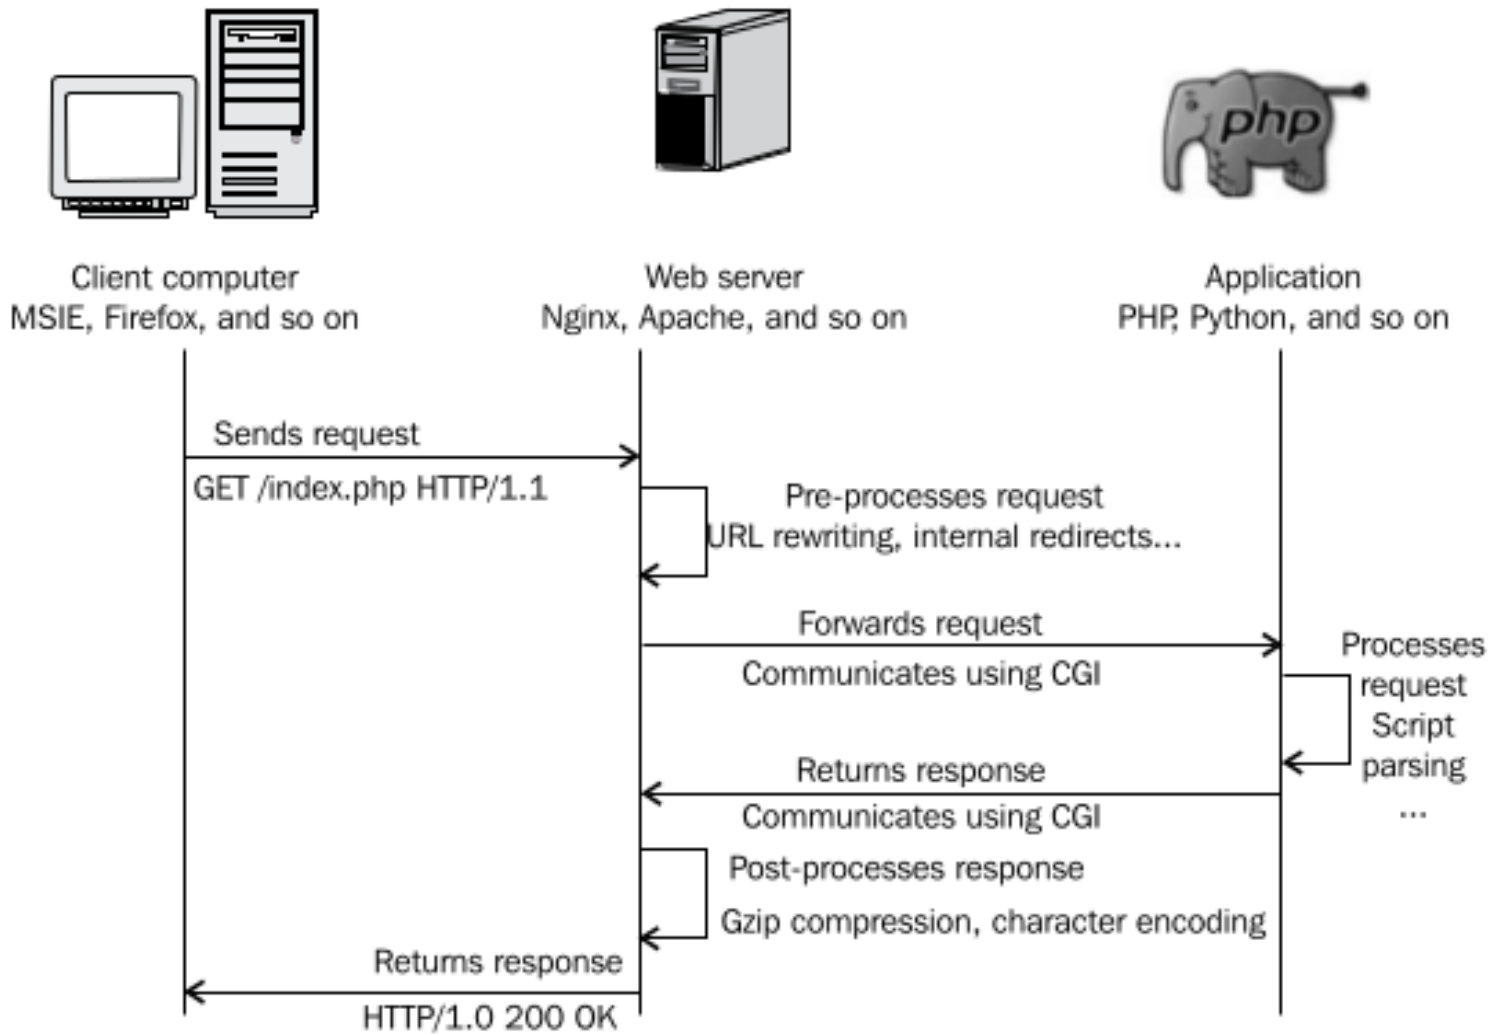 php
Client computer
MSIE, Firefox, and so on
Web server
Nginx, Apache, and so on
Application
PHP, Python, and so on
Sends request
GET /index.php HTTP/1.1
Pre-processes request
URL rewriting, internal redirects...
Forwards request
Communicates using CGI
Processes
request
Script
parsing
...
Returns response
Communicates using CGI
Post-processes response
Gzip compression, character encoding
Returns response
HTTP/1.0 200 OK